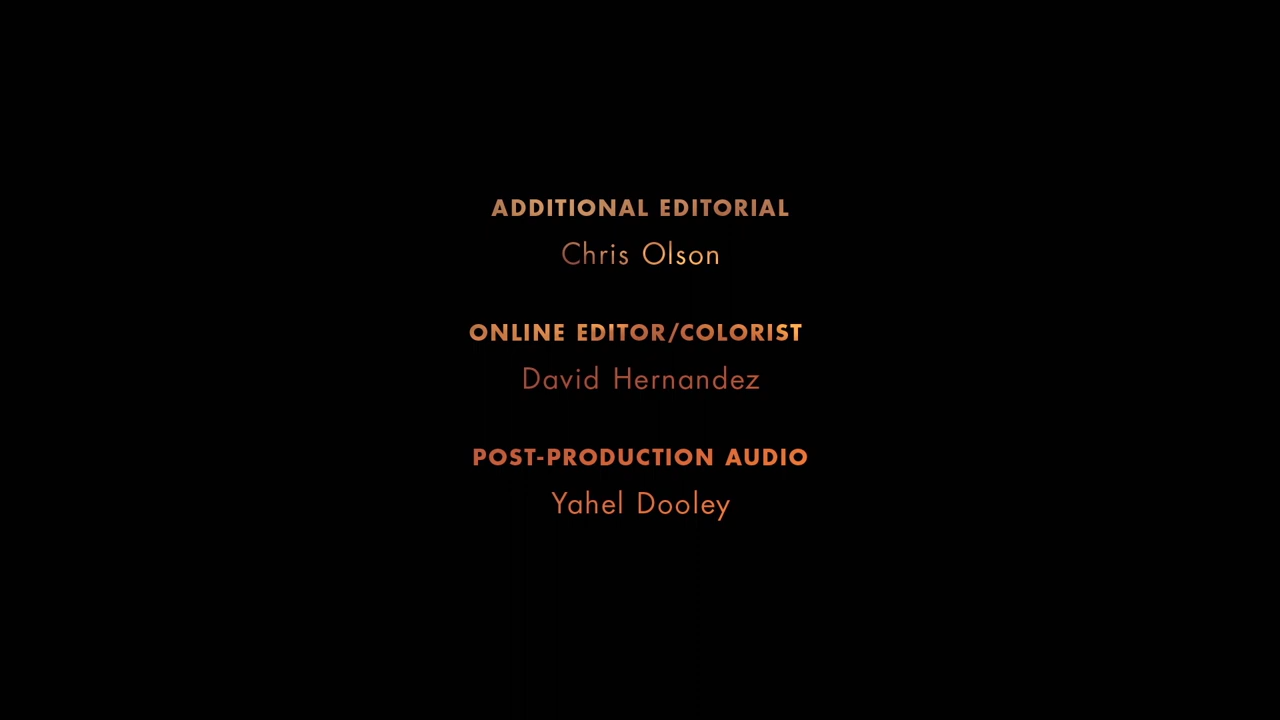 ADDITIONAL EDITORIAL
Chris Olson
ONLINE EDITOR/COLORIST
David Hernandez
POST-PRODUCTION AUDIO
Yahel Dooley